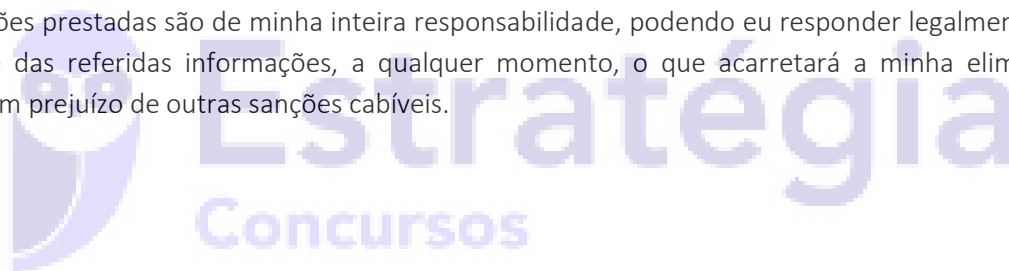 ões prestadas são de minha inteira responsabilidade, podendo eu responder legalmen
das referidas informações, a qualquer momento, o que acarretará a minha elim
m prejuízo de outras sanções cabíveis.
Estratégia
Concursos